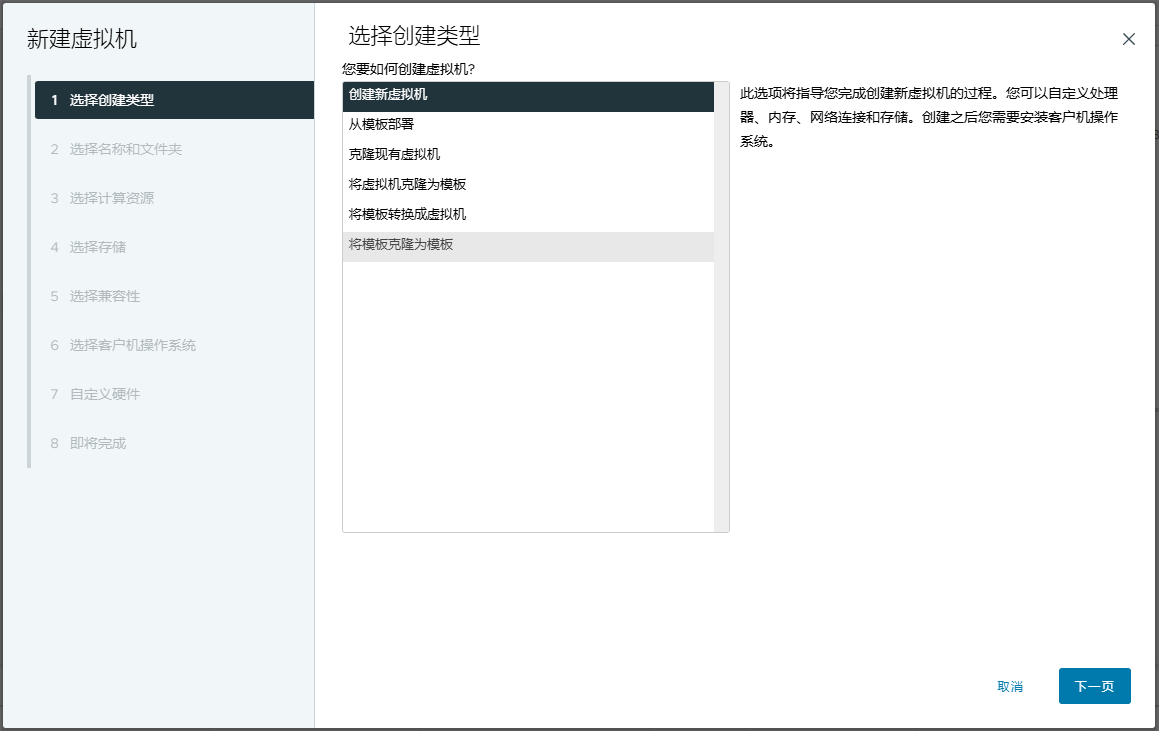 新建虚拟机
1 选择创建类型
2 选择名称和文件夹
3 选择计算资源
4 选择存储
5 选择兼容性
6 选择客户机操作系统
7 自定义硬件
8 即将完成
选择创建类型
您要如何创建虚拟机?
创建新虚拟机
从模板部署
克隆现有虚拟机
将虚拟机克隆为模板
将模板转换成虚拟机
将模板克隆为模板
此选项将指导您完成创建新虚拟机的过程。您可以自定义处理
器、内存、网络连接和存储。创建之后您需要安装客户机操作
系统。
取消
下一页